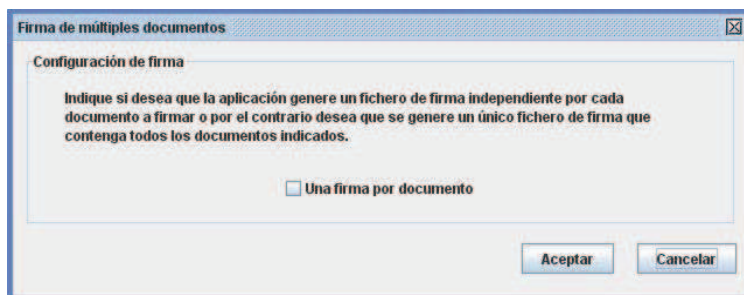 Firma de múltiples documentos
Configuración de firma
Indique si desea que la aplicación genere un fichero de firma independiente por cada
documento a firmar o por el contrario desea que se genere un único fichero de firma que
contenga todos los documentos indicados.
Una firma por documento
Aceptar
Cancelar